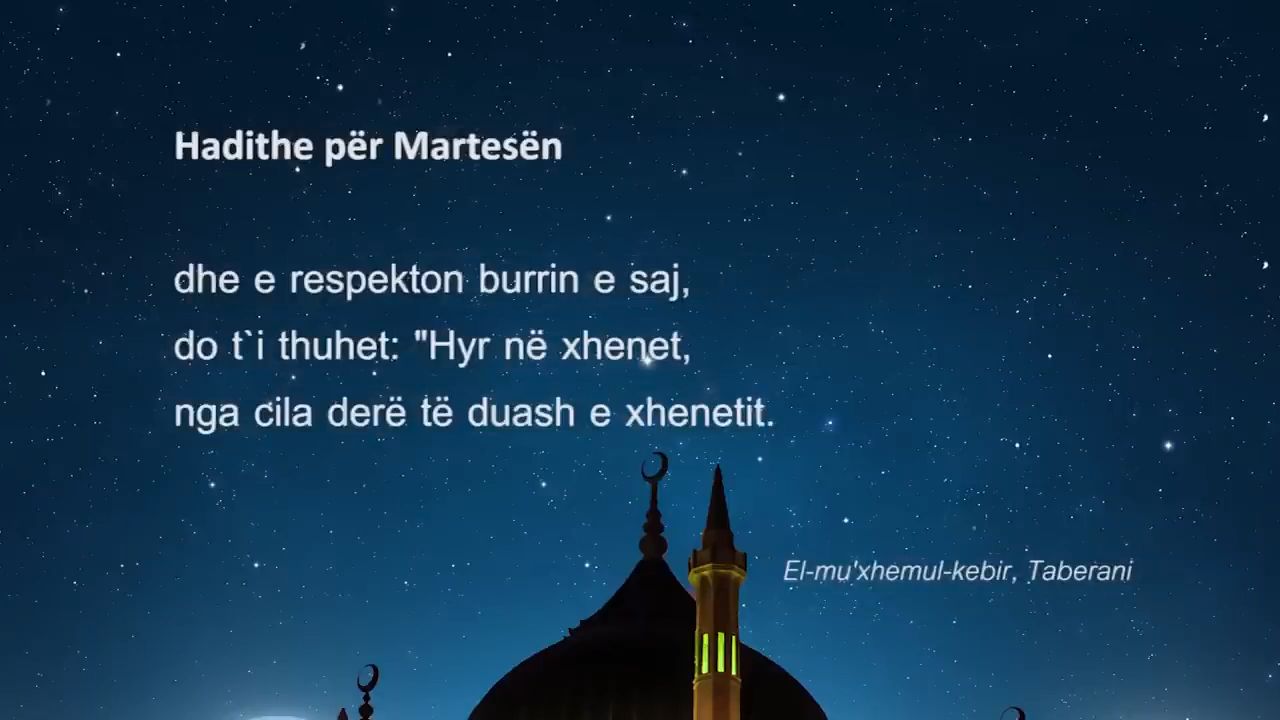 Hadithe për Martesën
dhe e respekton burrin e saj,
do t`i thuhet: "Hyr në xhenet,
nga cila derë të duash e xhenetit.
El-mu'xhemul-kebir, Taberani